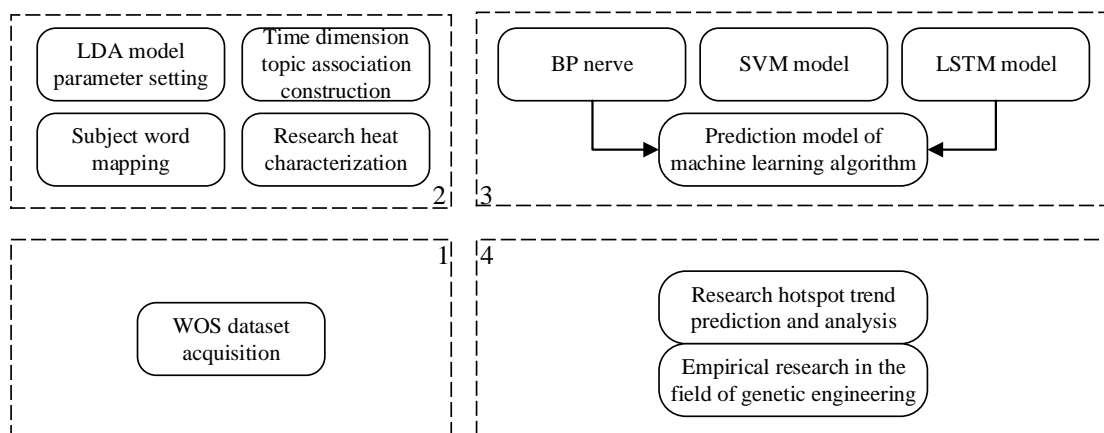 LDA model
parameter setting
Time dimension
topic association
construction
Subject word
mapping
Research heat
characterization
2
BP nerve
SVM model
LSTM model
Prediction model of
machine learning algorithm
3
1
WOS dataset
acquisition
4
Research hotspot trend
prediction and analysis
Empirical research in the
field of genetic engineering